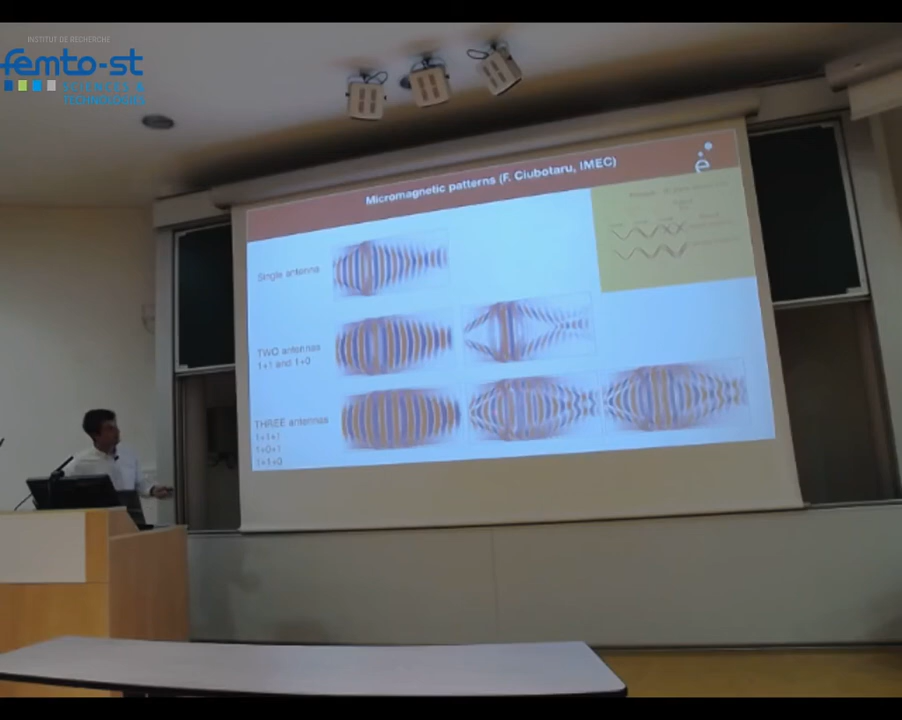 INSTITUT DE RECHERCHE
femto-st
SCIENCES &
TECHNOLOGIES
Micromagnetic patterns (F. Ciubotaru, IMEC)
Single antenna
TWO antennas
1+1 and 1+0
THREE antennas
1+1+1
1+0+1
1+1+0